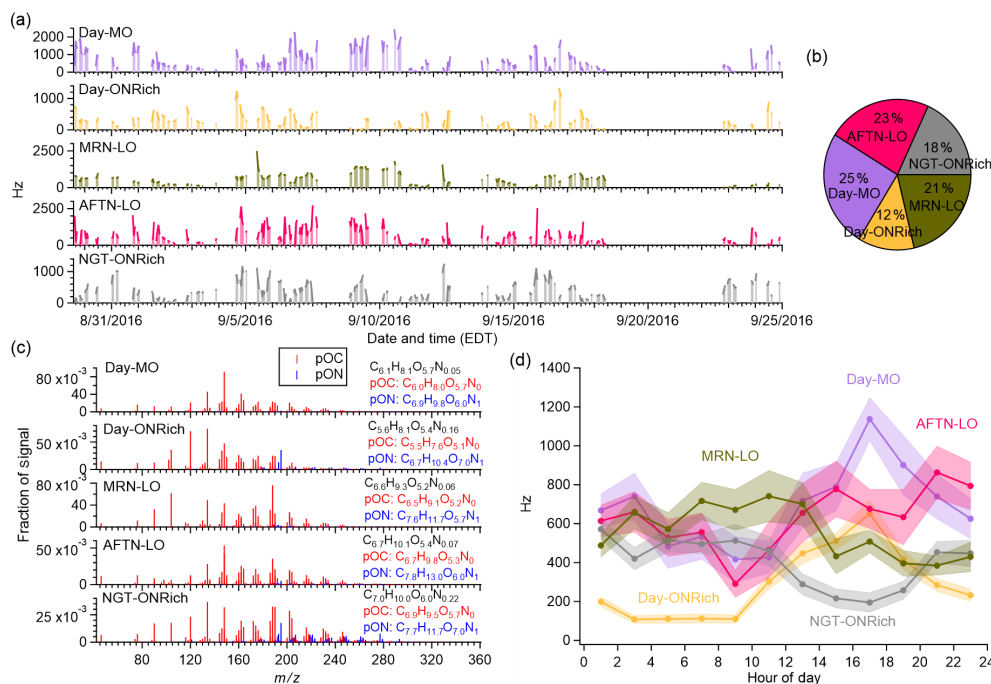 (a)
Day-MO
2000
1000
0
Day-ONRich
1000
0
MRN-LO
2500
0
Hz
AFTN-LO
2500
0
NGT-ONRich
1000
0
8/31/2016 9/5/2016 9/10/2016 9/15/2016 9/20/2016 9/25/2016
Date and time (EDT)
(b)
23 %
AFTN-LO
18 %
NGT-ONRich
25 %
Day-MO
21 %
MRN-LO
12 %
Day-ONRich
(c)
pOC
pON
Fraction of signal
Day-MO
80 x10⁻³
40
0
C6.1H8.1O5.7N0.05
pOC: C6.0H8.0O5.7N0
pON: C6.9H9.8O6.0N1
Day-ONRich
50 x10⁻³
0
C5.6H8.1O5.4N0.16
pOC: C5.5H7.6O5.1N0
pON: C6.7H10.4O7.0N1
MRN-LO
80 x10⁻³
40
0
C6.6H9.3O5.2N0.06
pOC: C6.5H9.1O5.2N0
pON: C7.6H11.7O5.7N1
AFTN-LO
50 x10⁻³
0
C6.7H10.1O5.4N0.07
pOC: C6.7H9.8O5.3N0
pON: C7.8H13.0O6.0N1
NGT-ONRich
25 x10⁻³
0
C7.0H10.0O6.0N0.22
pOC: C6.9H9.5O5.7N0
pON: C7.7H11.7O7.0N1
80 120 160 200 240 280 320 360
m/z
(d)
1400
1200
1000
800
600
400
200
0
Hz
Day-MO
AFTN-LO
MRN-LO
Day-ONRich
NGT-ONRich
0 2 4 6 8 10 12 14 16 18 20 22 24
Hour of day